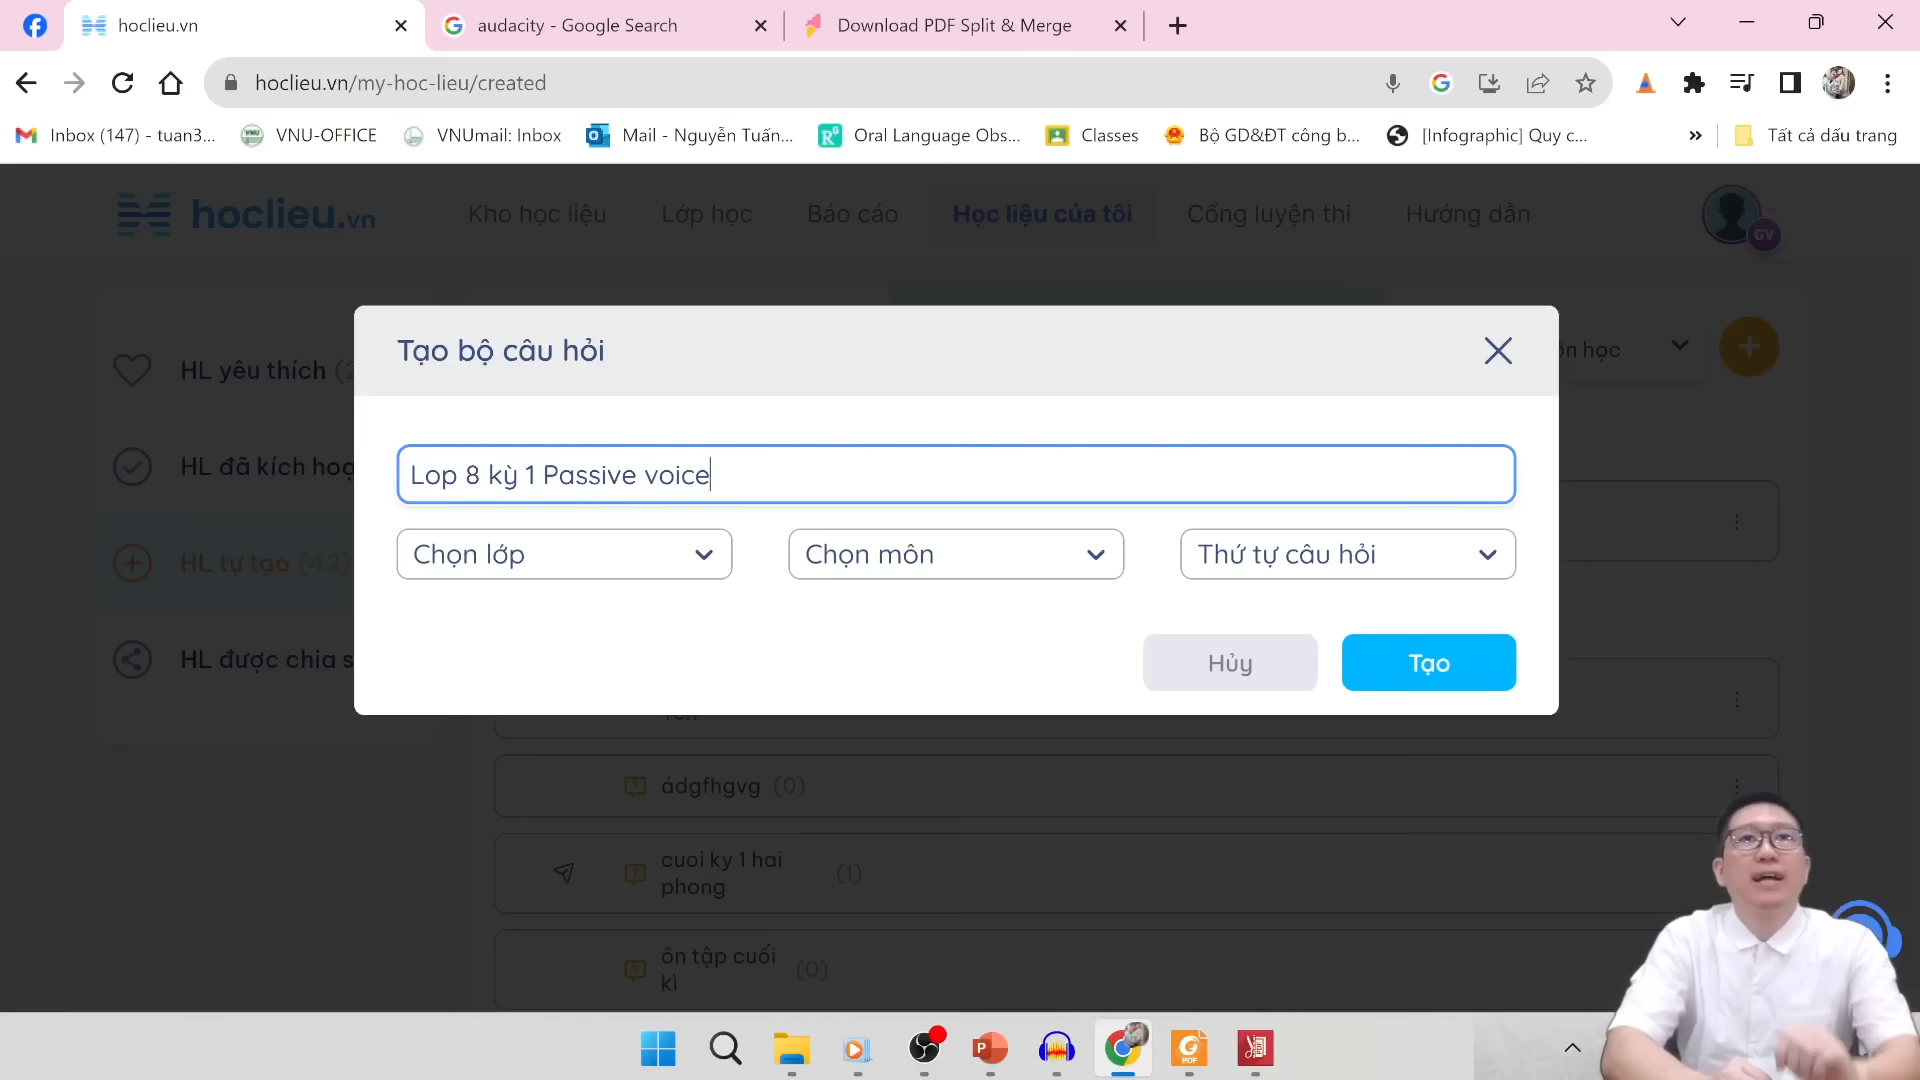 hoclieu.vn
audacity - Google Search
Download PDF Split & Merge
hoclieu.vn/my-hoc-lieu/created
Inbox (147) - tuan3...
VNU-OFFICE
VNUmail: Inbox
Mail - Nguyễn Tuấn...
Oral Language Obs...
Classes
Bộ GD&ĐT công b...
[Infographic] Quy c...
»
Tất cả dấu trang
hoclieu.vn
Kho học liệu
Lớp học
Báo cáo
Học liệu của tôi
Cổng luyện thi
Hướng dẫn
GV
Tạo bộ câu hỏi
HL yêu thích
ôn học
HL đã kích hoạ
Lop 8 kỳ 1 Passive voice
HL tự tạo (42)
Chọn lớp
Chọn môn
Thứ tự câu hỏi
HL được chia s
Hủy
Tạo
ádgfhgvg (0)
cuoi ky 1 hai
phong
(1)
ôn tập cuối
kì
(0)